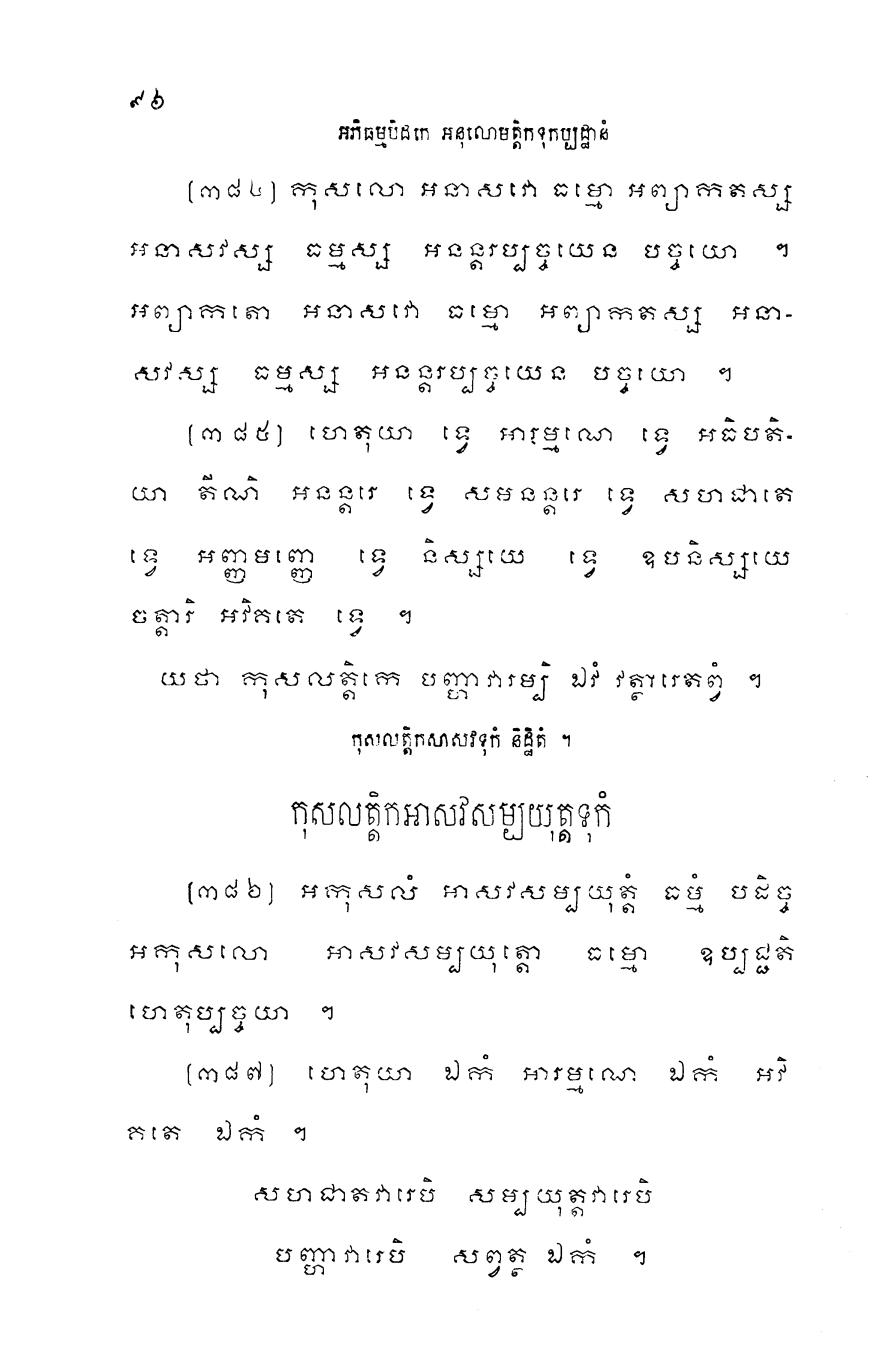 ៩៦
អភិធម្មបិដកេ អនុលោមត្តិកទុកប្បដ្ឋានំ
(៣៨៤) កុសលោ អនាសវោ ធម្មោ អព្យាកតស្ស
អនាសវស្ស ធម្មស្ស អនន្តរប្បច្ចយេន បច្ចយោ ។
អព្យាកតោ អនាសវោ ធម្មោ អព្យាកតស្ស អនា-
សវស្ស ធម្មស្ស អនន្តរប្បច្ចយេន បច្ចយោ ។
(៣៨៥) ហេតុយា ទ្វេ អារម្មណេ ទ្វេ អធិបតិ-
យា តីណិ អនន្តរេ ទ្វេ សមនន្តរេ ទ្វេ សហជាតេ
ទ្វេ អញ្ញមញ្ញេ ទ្វេ និស្សយេ ទ្វេ ឧបនិស្សយេ
ចត្តារិ អវិគតេ ទ្វេ ។
យថា កុសលត្តិកេ បញ្ហាវារម្បិ ឯវំ វត្ថារេតព្វំ ។
កុសលត្តិកសាសវទុកំ និដ្ឋិតំ ។
កុសលត្តិកអាសវសម្បយុត្តទុកំ
(៣៨៦) អកុសលំ អាសវសម្បយុត្តំ ធម្មំ បដិច្ច
អកុសលោ អាសវសម្បយុត្តោ ធម្មោ ឧប្បជ្ជតិ
ហេតុប្បច្ចយា ។
(៣៨៧) ហេតុយា ឯកំ អារម្មណេ ឯកំ អវិ
គតេ ឯកំ ។
សហជាតវារេបិ សម្បយុត្តវារេបិ
បញ្ហាវារេបិ សព្វត្ថ ឯកំ ។